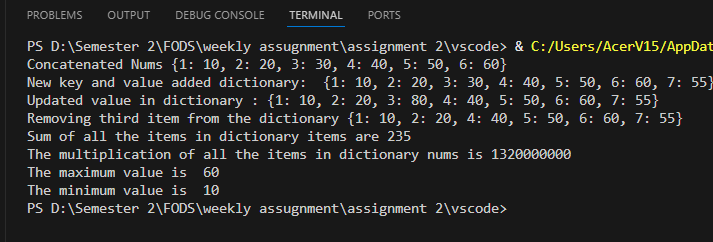 PROBLEMS OUTPUT DEBUG CONSOLE TERMINAL PORTS
PS D:\Semester 2\FODS\weekly assugnment\assignment 2\vscode> & C:/Users/AcerV15/AppDat
Concatenated Nums {1: 10, 2: 20, 3: 30, 4: 40, 5: 50, 6: 60}
New key and value added dictionary:  {1: 10, 2: 20, 3: 30, 4: 40, 5: 50, 6: 60, 7: 55}
Updated value in dictionary : {1: 10, 2: 20, 3: 80, 4: 40, 5: 50, 6: 60, 7: 55}
Removing third item from the dictionary {1: 10, 2: 20, 4: 40, 5: 50, 6: 60, 7: 55}
Sum of all the items in dictionary items are 235
The multiplication of all the items in dictionary nums is 1320000000
The maximum value is  60
The minimum value is  10
PS D:\Semester 2\FODS\weekly assugnment\assignment 2\vscode>